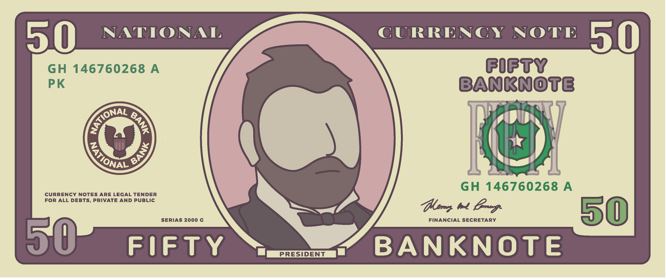 50 NATIONAL CURRENCY NOTE 50
GH 146760268 A
PK
FIFTY
BANKNOTE
NATIONAL BANK
NATIONAL BANK
FIFTY
GH 146760268 A
CURRENCY NOTES ARE LEGAL TENDER
FOR ALL DEBTS, PRIVATE AND PUBLIC
SERIAS 2000 G
FINANCIAL SECRETARY
50
50
FIFTY
PRESIDENT
BANKNOTE